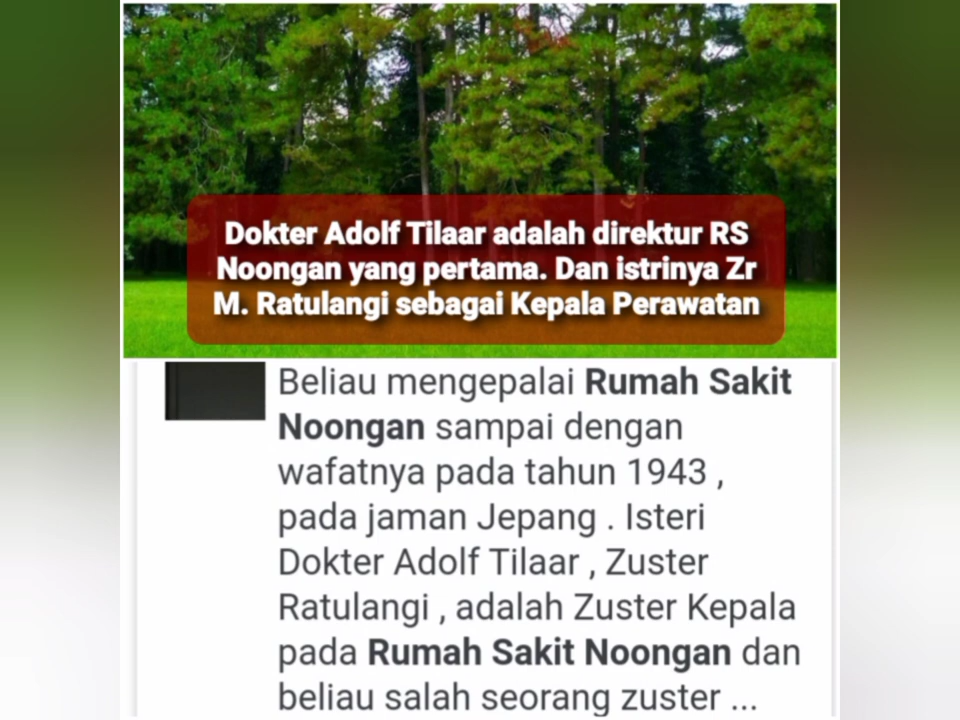 Dokter Adolf Tilaar adalah direktur RS
Noongan yang pertama. Dan istrinya Zr
M. Ratulangi sebagai Kepala Perawatan
Beliau mengepalai Rumah Sakit
Noongan sampai dengan
wafatnya pada tahun 1943 ,
pada jaman Jepang . Isteri
Dokter Adolf Tilaar , Zuster
Ratulangi , adalah Zuster Kepala
pada Rumah Sakit Noongan dan
beliau salah seorang zuster ...